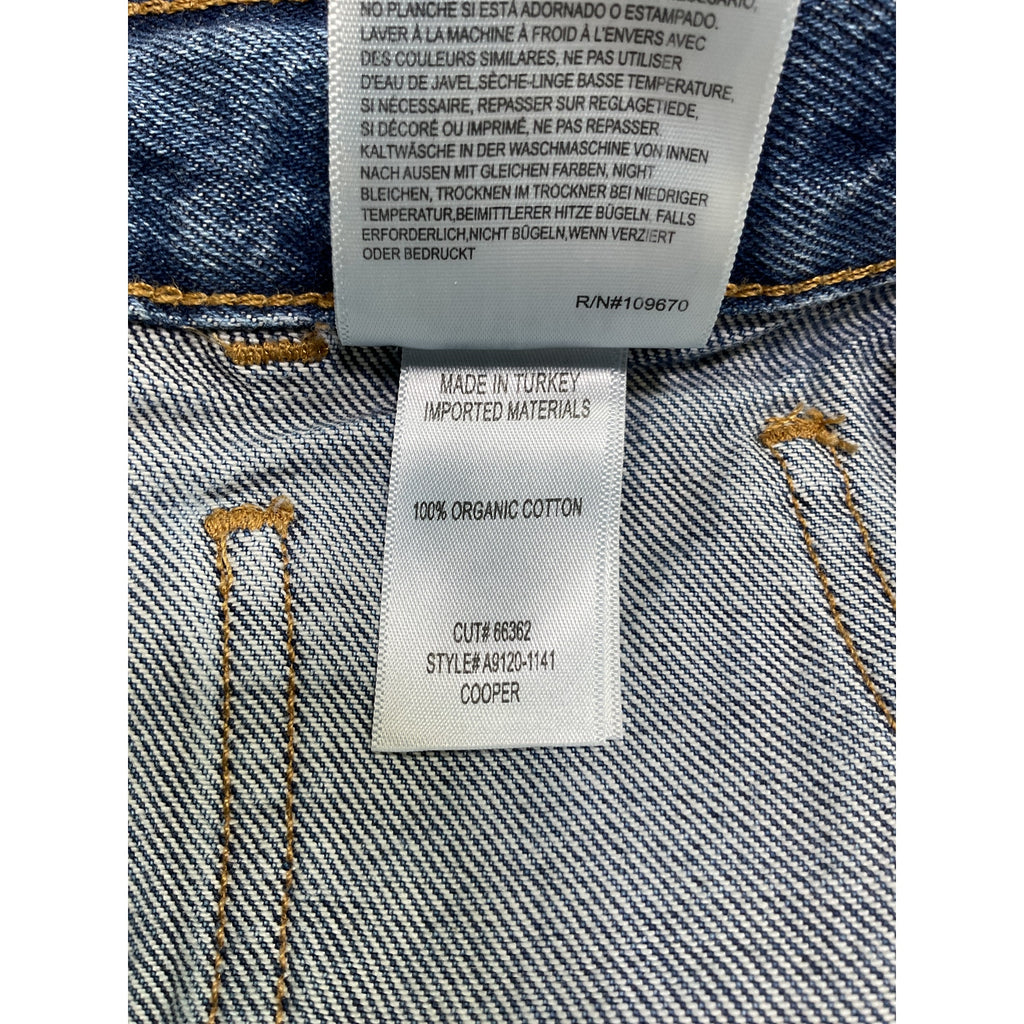 NO PLANCHE SI ESTÁ ADORNADO O ESTAMPADO.
LAVER À LA MACHINE À FROID À L'ENVERS AVEC
DES COULEURS SIMILARES, NE PAS UTILISER
D'EAU DE JAVEL,SÈCHE-LINGE BASSE TEMPERATURE,
SI NÉCESSAIRE, REPASSER SUR REGLAGETIEDE,
SI DÉCORÉ OU IMPRIMÉ, NE PAS REPASSER
KALTWÄSCHE IN DER WASCHMASCHINE VON INNEN
NACH AUSEN MIT GLEICHEN FARBEN, NIGHT
BLEICHEN, TROCKNEN IM TROCKNER BEI NIEDRIGER
TEMPERATUR,BEIMITTLERER HITZE BÜGELN. FALLS
ERFORDERLICH,NICHT BÜGELN,WENN VERZIERT
ODER BEDRUCKT
R/N#109670
MADE IN TURKEY
IMPORTED MATERIALS
100% ORGANIC COTTON
CUT# 66362
STYLE# A9120-1141
COOPER